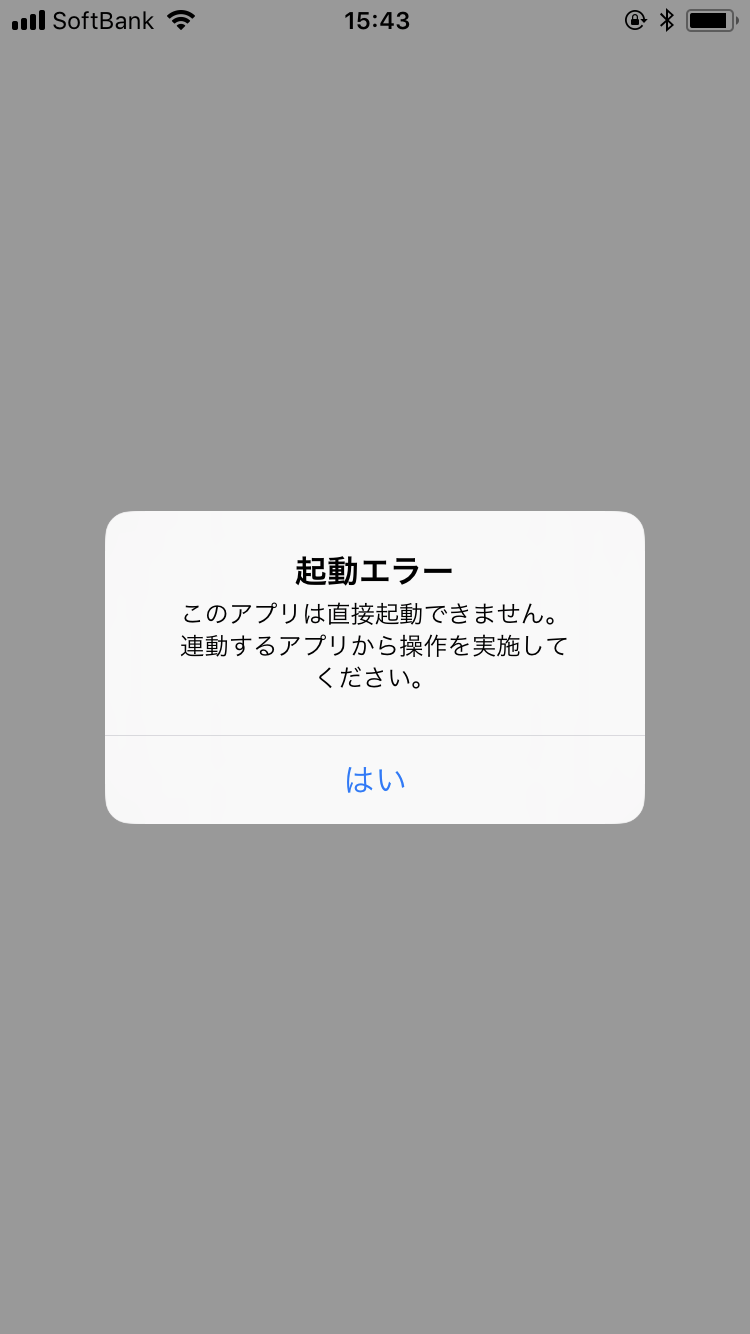 SoftBank 15:43
起動エラー
このアプリは直接起動できません。
連動するアプリから操作を実施して
ください。
はい